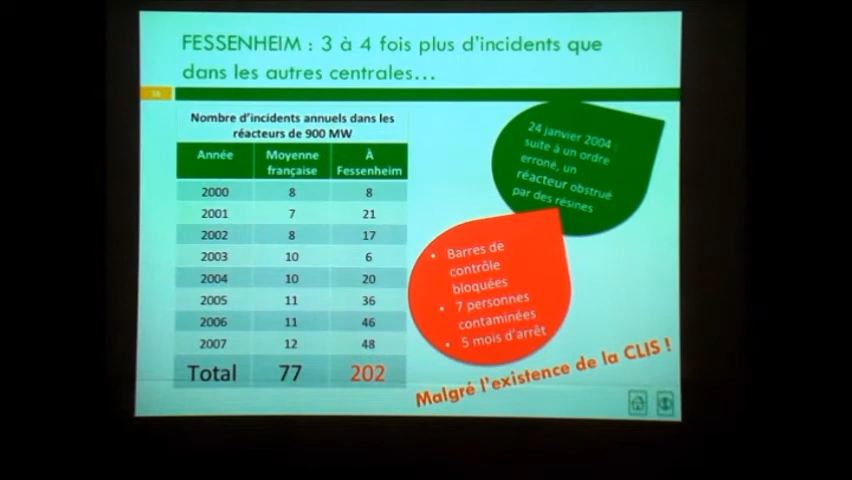 FESSENHEIM : 3 à 4 fois plus d'incidents que
dans les autres centrales...
Nombre d'incidents annuels dans les
réacteurs de 900 MW
Année Moyenne française À Fessenheim
2000 8 8
2001 7 21
2002 8 17
2003 10 6
2004 10 20
2005 11 36
2006 11 46
2007 12 48
Total 77 202
24 janvier 2004 :
suite à un ordre
erroné, un
réacteur obstrué
par des résines
• Barres de
contrôle
bloquées
• 7 personnes
contaminées
• 5 mois d'arrêt
Malgré l'existence de la CLIS !